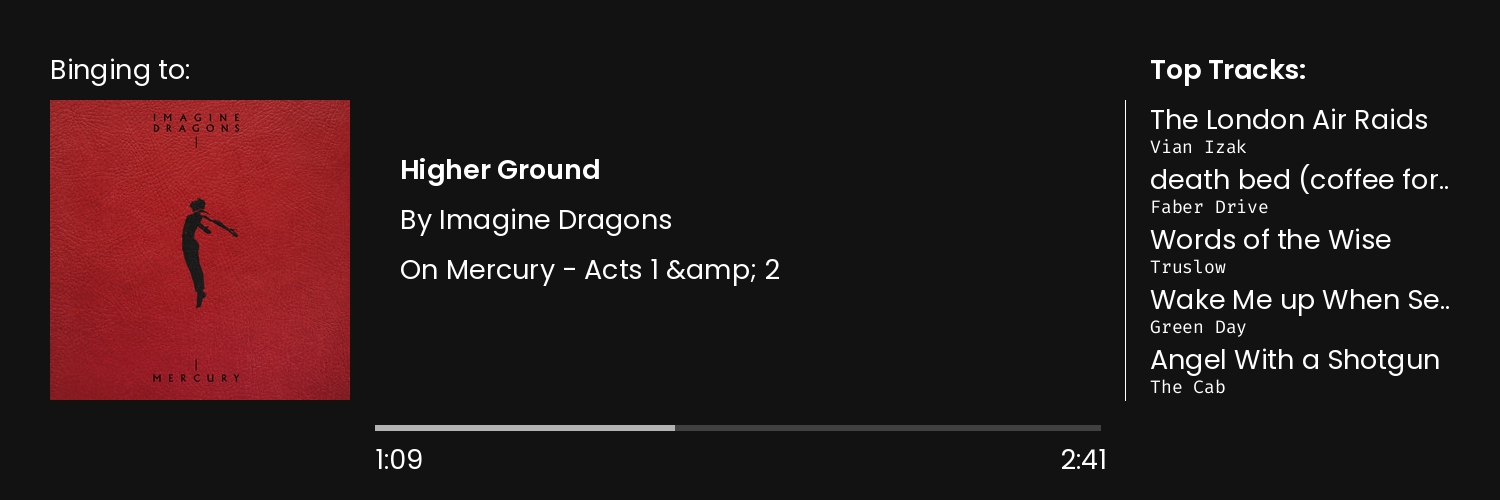 Binging to:
IMAGINE
DRAGONS
MERCURY
Higher Ground
By Imagine Dragons
On Mercury - Acts 1 &amp; 2
1:09
2:41
Top Tracks:
The London Air Raids
Vian Izak
death bed (coffee for..
Faber Drive
Words of the Wise
Truslow
Wake Me up When Se..
Green Day
Angel With a Shotgun
The Cab